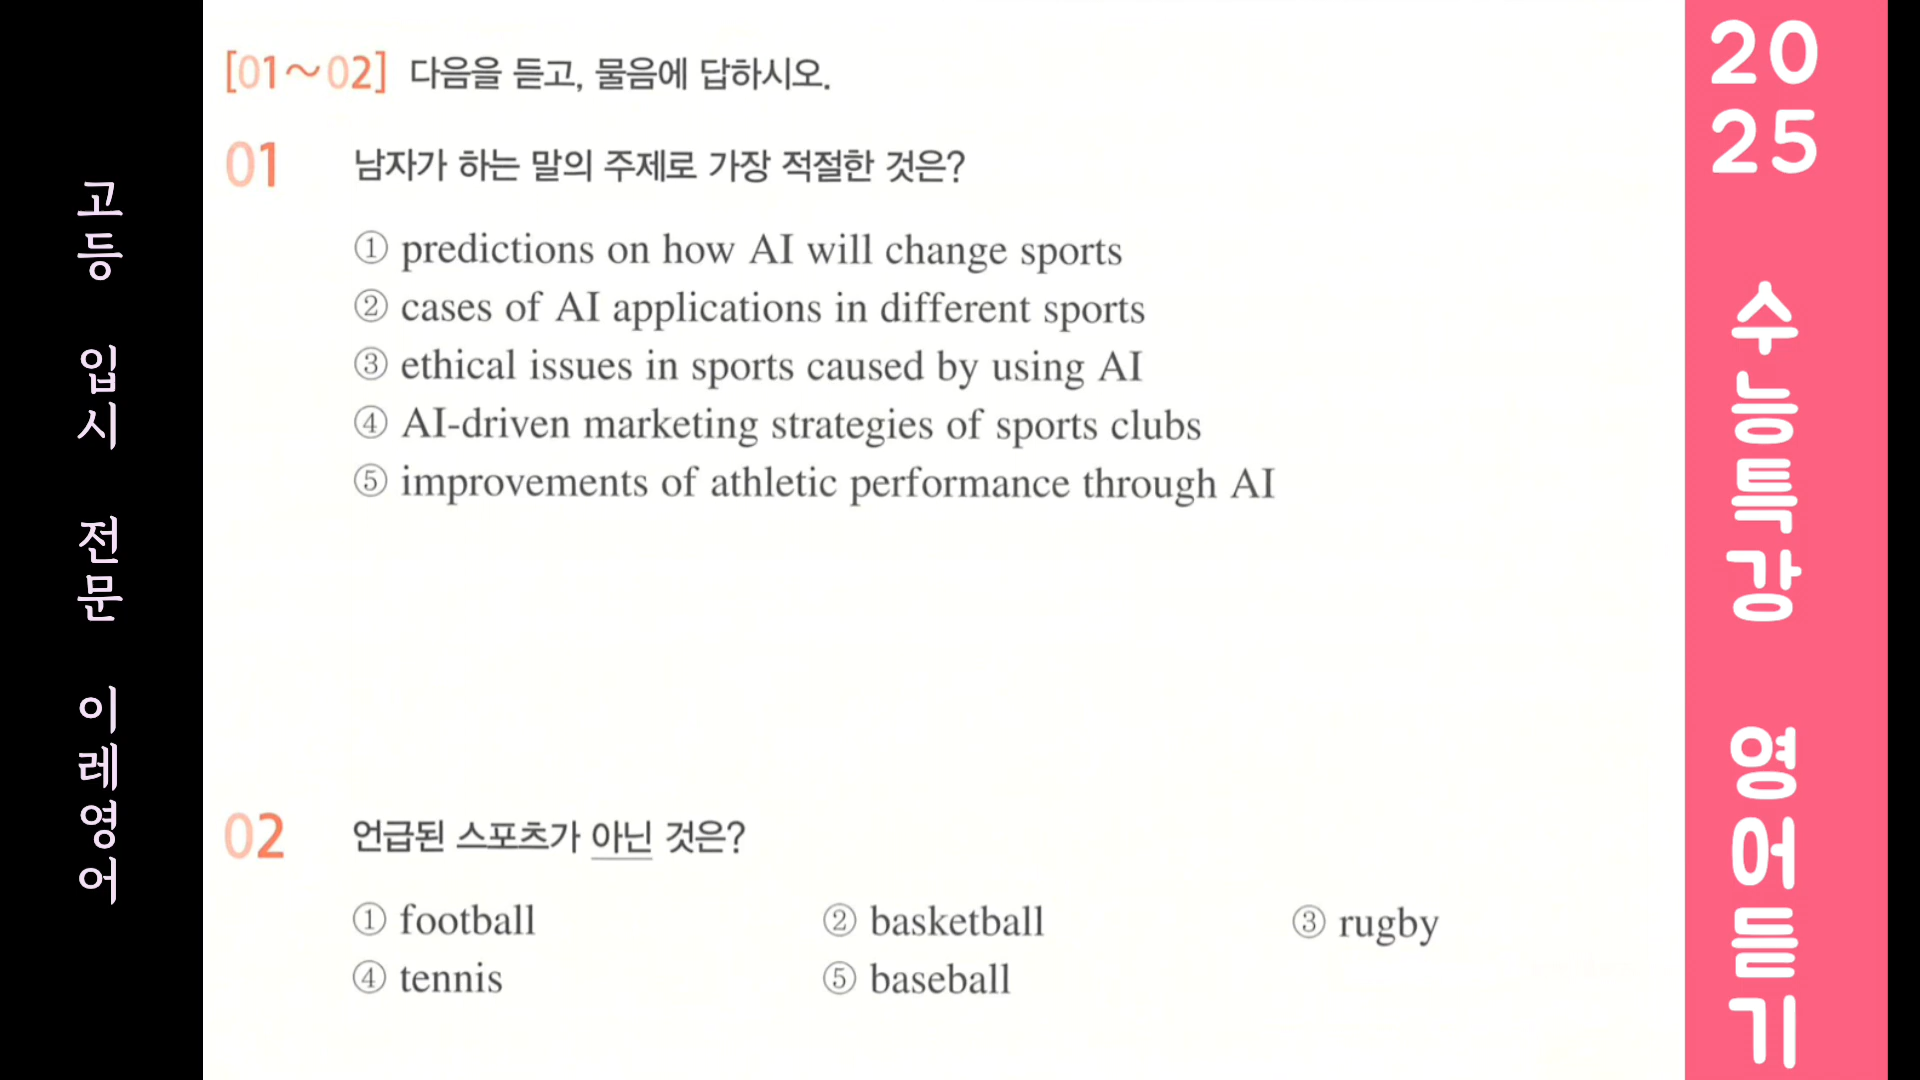 고등 입시 전문 이레영어
[01~02] 다음을 듣고, 물음에 답하시오.
01 남자가 하는 말의 주제로 가장 적절한 것은?
① predictions on how AI will change sports
② cases of AI applications in different sports
③ ethical issues in sports caused by using AI
④ AI-driven marketing strategies of sports clubs
⑤ improvements of athletic performance through AI
02 언급된 스포츠가 아닌 것은?
① football ② basketball ③ rugby
④ tennis ⑤ baseball
2025 수능특강 영어듣기